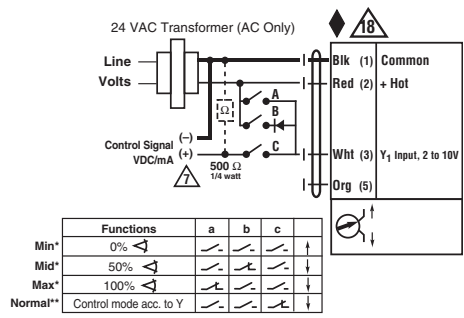 24 VAC Transformer (AC Only)
18
Line
Volts
Blk (1) Common
Red (2) + Hot
A
Ω
B
Control Signal (–)
VDC/mA (+)
C
Wht (3) Y1 Input, 2 to 10V
7
500 Ω
1/4 watt
Org (5)
Functions a b c
Min* 0%
Mid* 50%
Max* 100%
Normal** Control mode acc. to Y